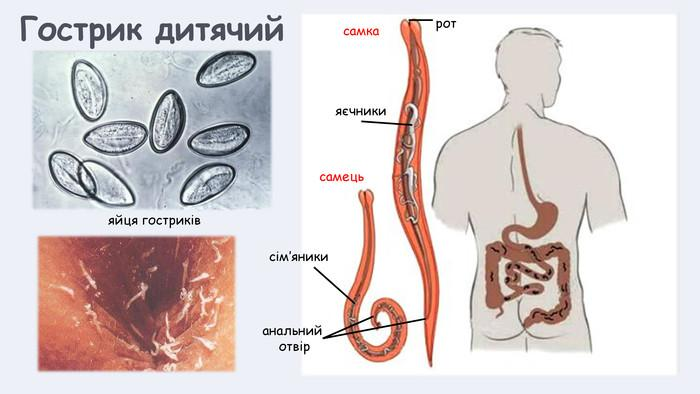 Гострик дитячий
самка
рот
яєчники
самець
яйця гостриків
сім'яники
анальний
отвір